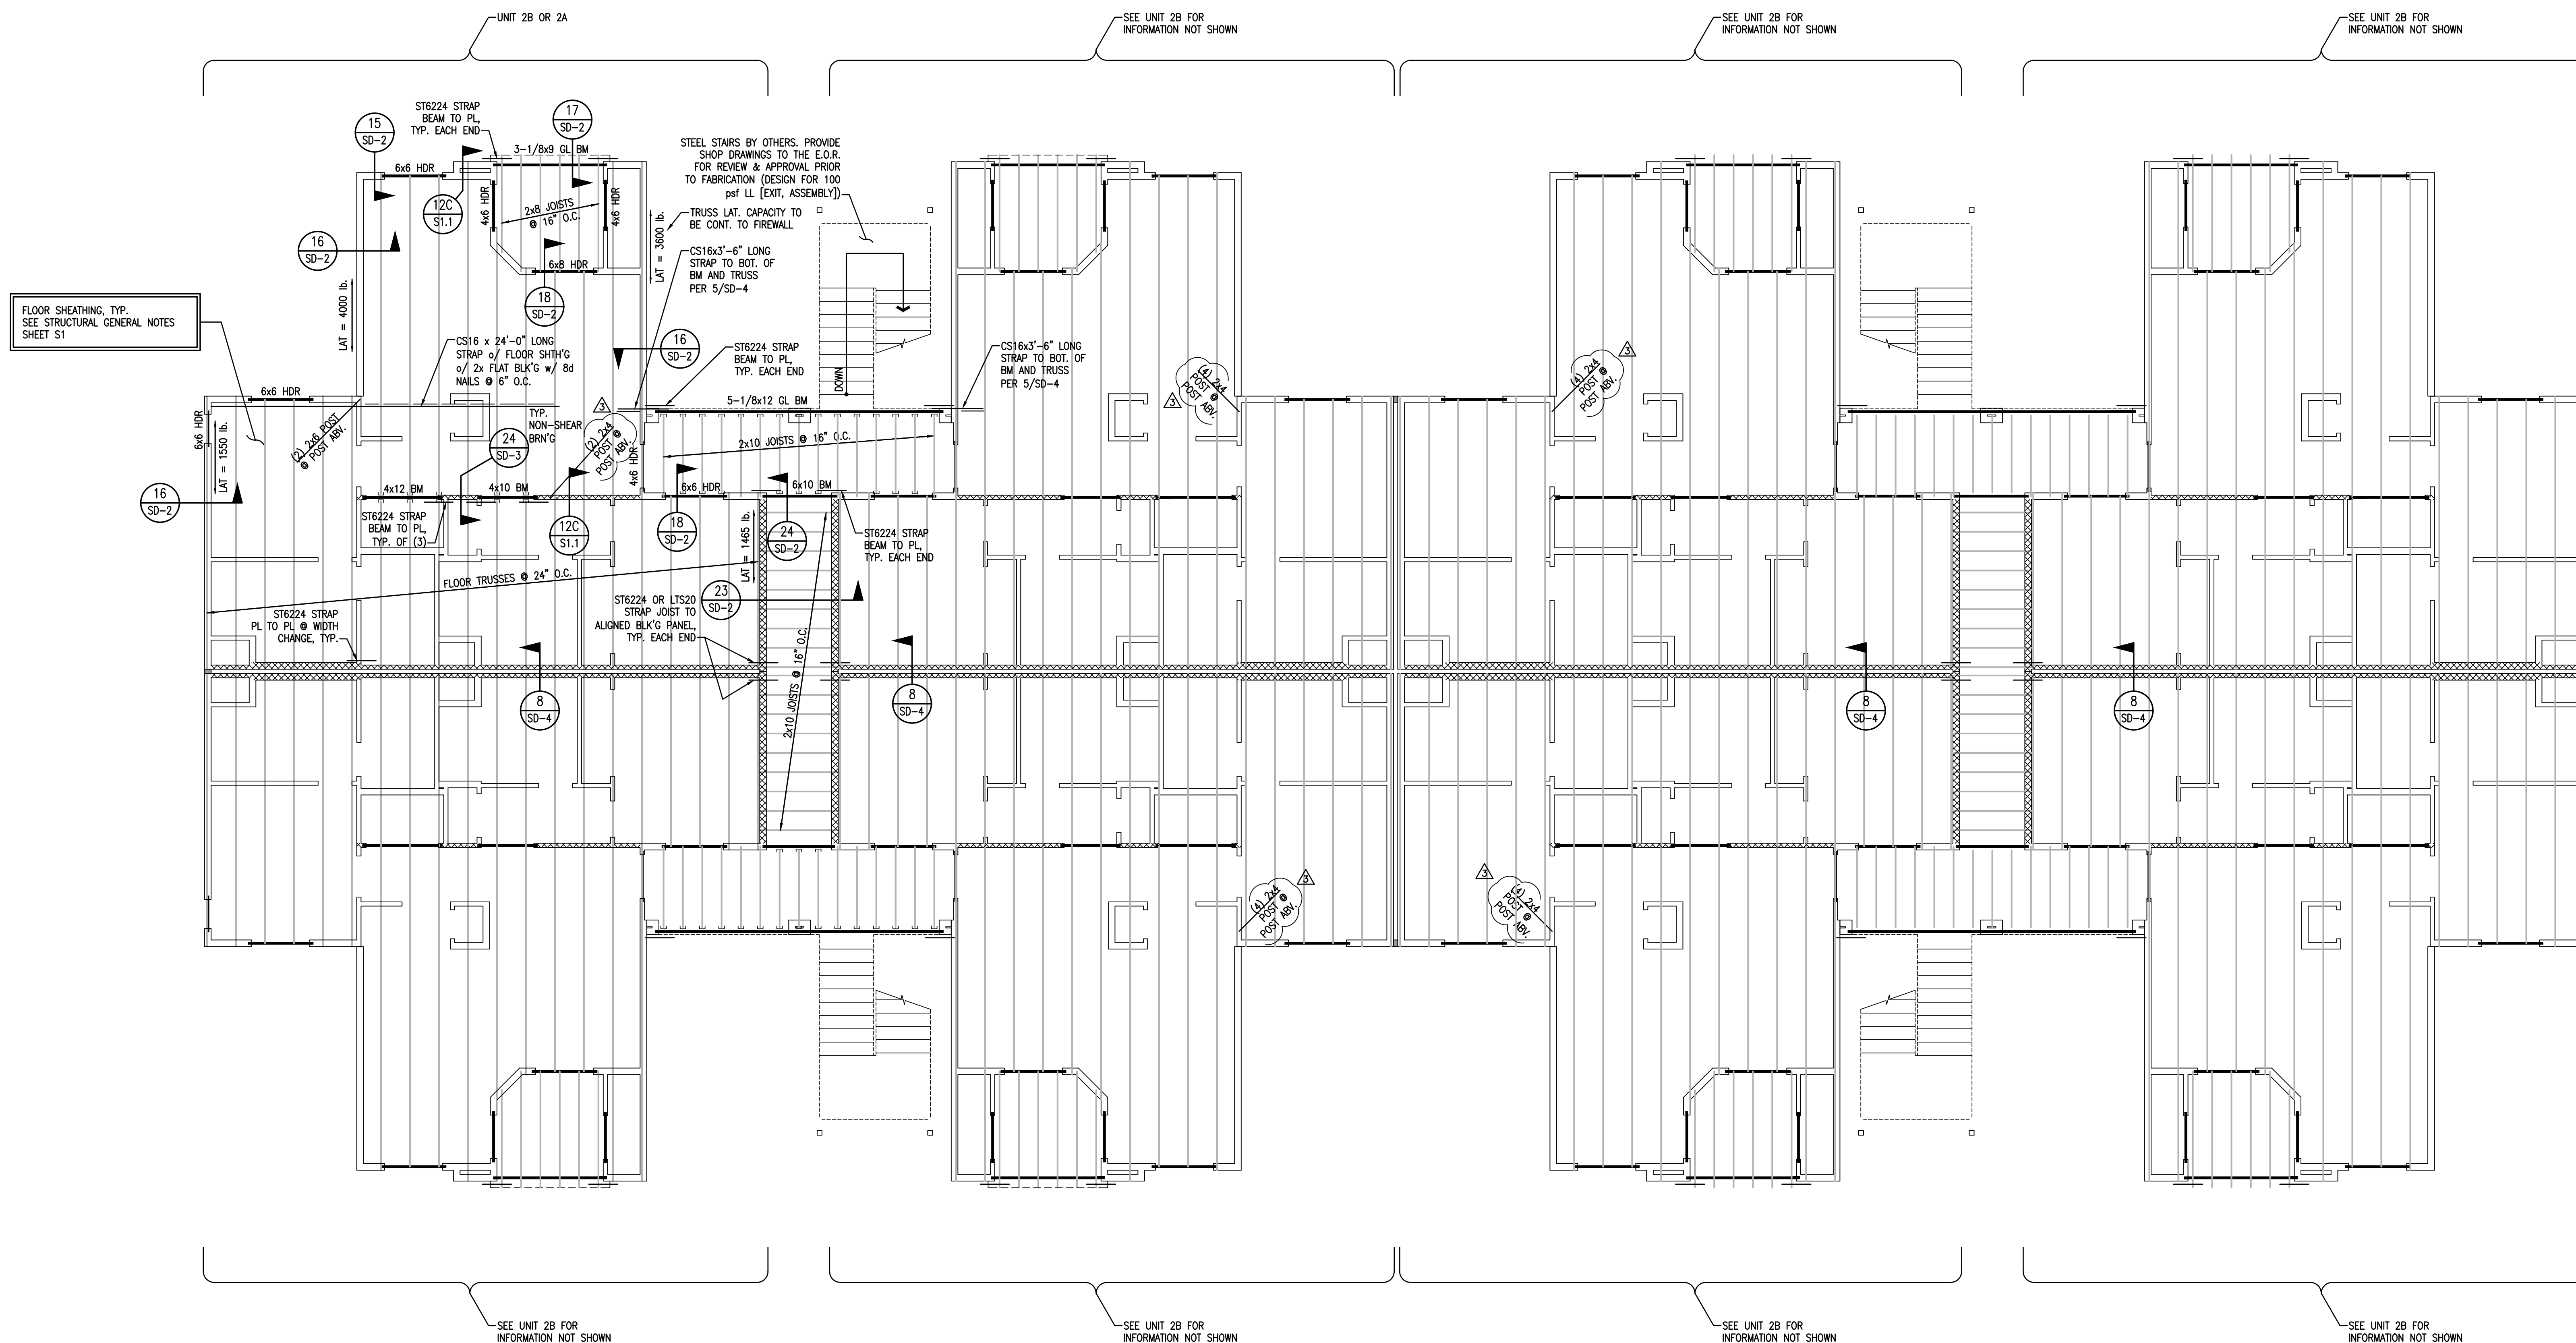 UNIT 2B OR 2A
SEE UNIT 2B FOR
INFORMATION NOT SHOWN
SEE UNIT 2B FOR
INFORMATION NOT SHOWN
SEE UNIT 2B FOR
INFORMATION NOT SHOWN
15
SD-2
ST6224 STRAP
BEAM TO PL,
TYP. EACH END
17
SD-2
3-1/8x9 GL BM
6x6 HDR
12C
S1.1
4x6 HDR
2x8 JOISTS
@ 16" O.C.
4x6 HDR
STEEL STAIRS BY OTHERS. PROVIDE
SHOP DRAWINGS TO THE E.O.R.
FOR REVIEW & APPROVAL PRIOR
TO FABRICATION (DESIGN FOR 100
psf LL [EXIT, ASSEMBLY])
LAT = 3600 lb.
TRUSS LAT. CAPACITY TO
BE CONT. TO FIREWALL
16
SD-2
6x8 HDR
18
SD-2
CS16x3'-6" LONG
STRAP TO BOT. OF
BM AND TRUSS
PER 5/SD-4
LAT = 4000 lb.
FLOOR SHEATHING, TYP.
SEE STRUCTURAL GENERAL NOTES
SHEET S1
CS16 x 24'-0" LONG
STRAP o/ FLOOR SHTH'G
o/ 2x FLAT BLK'G w/ 8d
NAILS @ 6" O.C.
16
SD-2
ST6224 STRAP
BEAM TO PL,
TYP. EACH END
DOWN
CS16x3'-6" LONG
STRAP TO BOT. OF
BM AND TRUSS
PER 5/SD-4
(4) 2x4
POST @
POST ABV.
3
(4) 2x4
POST @
POST ABV.
3
6x6 HDR
6x6 HDR
LAT = 1550 lb.
(2) 2x6 POST
@ POST ABV.
TYP.
NON-SHEAR
BRN'G
3
(2) 2x4
POST @
POST ABV.
5-1/8x12 GL BM
2x10 JOISTS @ 16" O.C.
4x6 HDR
24
SD-3
16
SD-2
4x12 BM
4x10 BM
6x6 HDR
6x10 BM
ST6224 STRAP
BEAM TO PL,
TYP. OF (3)
12C
S1.1
18
SD-2
LAT = 1465 lb.
24
SD-2
ST6224 STRAP
BEAM TO PL,
TYP. EACH END
FLOOR TRUSSES @ 24" O.C.
ST6224 STRAP
PL TO PL @ WIDTH
CHANGE, TYP.
ST6224 OR LTS20
STRAP JOIST TO
ALIGNED BLK'G PANEL,
TYP. EACH END
23
SD-2
2x10 JOISTS @ 16" O.C.
8
SD-4
8
SD-4
8
SD-4
8
SD-4
(4) 2x4
POST @
POST ABV.
3
3
(4) 2x4
POST @
POST ABV.
SEE UNIT 2B FOR
INFORMATION NOT SHOWN
SEE UNIT 2B FOR
INFORMATION NOT SHOWN
SEE UNIT 2B FOR
INFORMATION NOT SHOWN
SEE UNIT 2B FOR
INFORMATION NOT SHOWN